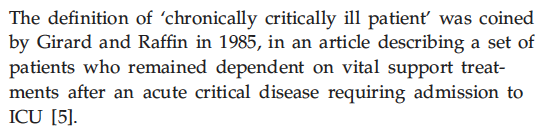 The definition of ‘chronically critically ill patient’ was coined
by Girard and Raffin in 1985, in an article describing a set of
patients who remained dependent on vital support treat-
ments after an acute critical disease requiring admission to
ICU [5].